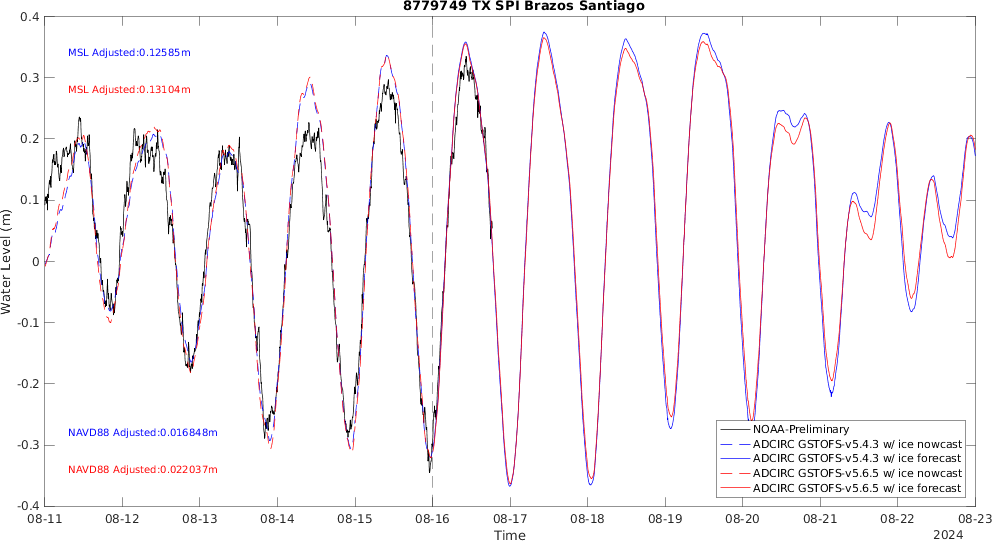 8779749 TX SPI Brazos Santiago
0.4
0.3
0.2
0.1
0
-0.1
-0.2
-0.3
-0.4
Water Level (m)
MSL Adjusted:0.12585m
MSL Adjusted:0.13104m
NAVD88 Adjusted:0.016848m
NAVD88 Adjusted:0.022037m
NOAA-Preliminary
ADCIRC GSTOFS-v5.4.3 w/ ice nowcast
ADCIRC GSTOFS-v5.4.3 w/ ice forecast
ADCIRC GSTOFS-v5.6.5 w/ ice nowcast
ADCIRC GSTOFS-v5.6.5 w/ ice forecast
08-11 08-12 08-13 08-14 08-15 08-16 08-17 08-18 08-19 08-20 08-21 08-22 08-23
Time
2024